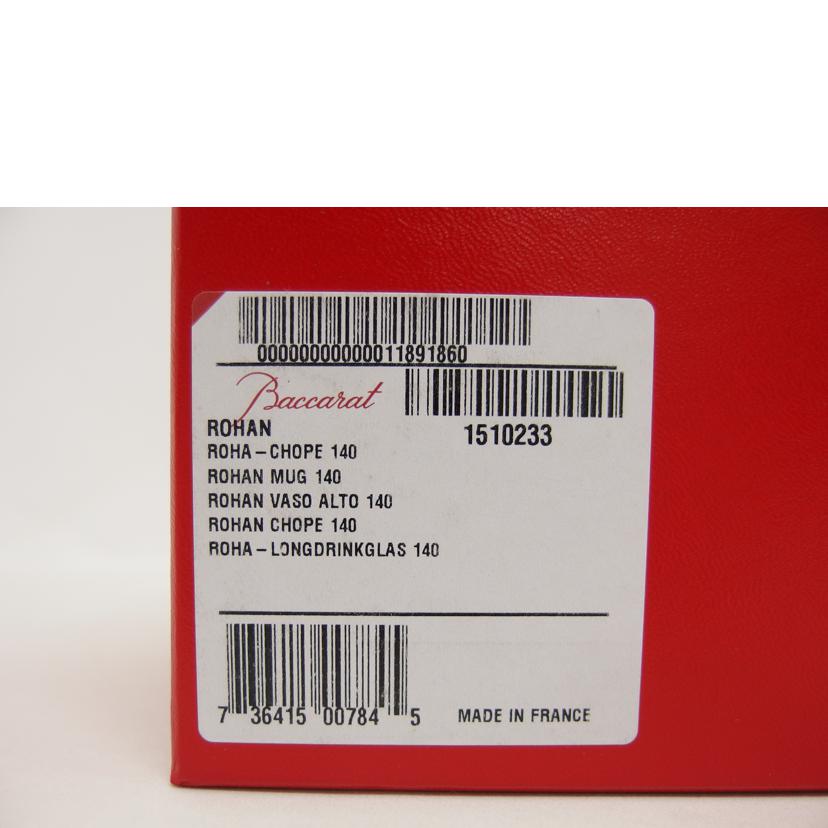 00000000000011891860
Baccarat
ROHAN
1510233
ROHA-CHOPE 140
ROHAN MUG 140
ROHAN VASO ALTO 140
ROHAN CHOPE 140
ROHA-LONGDRINKGLAS 140
7 36415 00784 5
MADE IN FRANCE